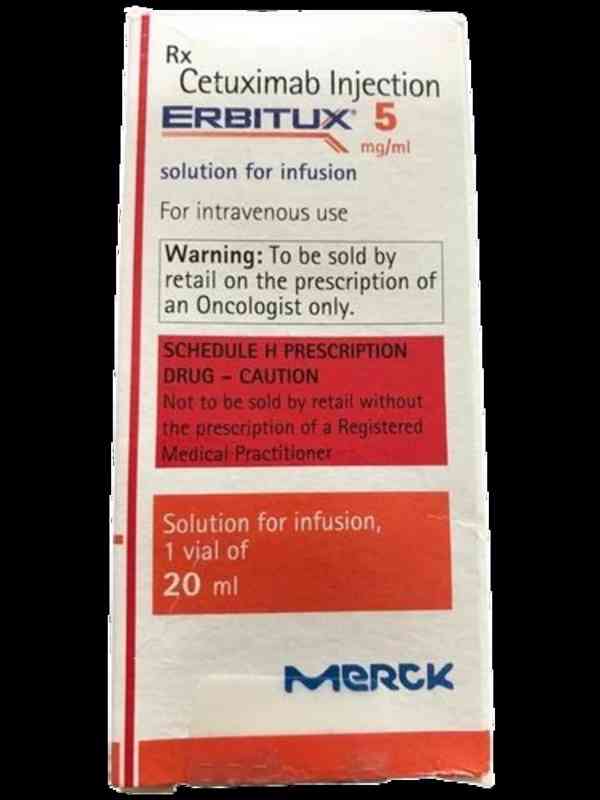 Rx
Cetuximab Injection
ERBITUX® 5
mg/ml
solution for infusion
For intravenous use
Warning: To be sold by
retail on the prescription of
an Oncologist only.
SCHEDULE H PRESCRIPTION
DRUG – CAUTION
Not to be sold by retail without
the prescription of a Registered
Medical Practitioner
Solution for infusion,
1 vial of
20 ml
MERCK